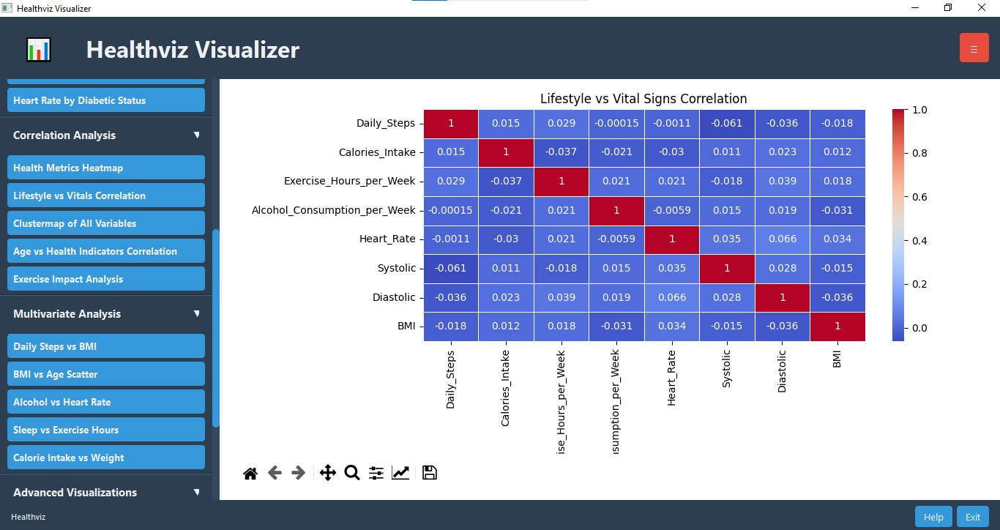 Healthviz Visualizer
Healthviz Visualizer
☰
Heart Rate by Diabetic Status
Correlation Analysis ▼
Health Metrics Heatmap
Lifestyle vs Vitals Correlation
Clustermap of All Variables
Age vs Health Indicators Correlation
Exercise Impact Analysis
Multivariate Analysis ▼
Daily Steps vs BMI
BMI vs Age Scatter
Alcohol vs Heart Rate
Sleep vs Exercise Hours
Calorie Intake vs Weight
Advanced Visualizations ▼
Lifestyle vs Vital Signs Correlation
Daily_Steps 1 0.015 0.029 -0.00015 -0.0011 -0.061 -0.036 -0.018
Calories_Intake 0.015 1 -0.037 -0.021 -0.03 0.011 0.023 0.012
Exercise_Hours_per_Week 0.029 -0.037 1 0.021 0.021 -0.018 0.039 0.018
Alcohol_Consumption_per_Week -0.00015 -0.021 0.021 1 -0.0059 0.015 0.019 -0.031
Heart_Rate -0.0011 -0.03 0.021 -0.0059 1 0.035 0.066 0.034
Systolic -0.061 0.011 -0.018 0.015 0.035 1 0.028 -0.015
Diastolic -0.036 0.023 0.039 0.019 0.066 0.028 1 -0.036
BMI -0.018 0.012 0.018 -0.031 0.034 -0.015 -0.036 1
Daily_Steps
Calories_Intake
ise_Hours_per_Week
sumption_per_Week
Heart_Rate
Systolic
Diastolic
BMI
1.0
0.8
0.6
0.4
0.2
0.0
Healthviz
Help
Exit